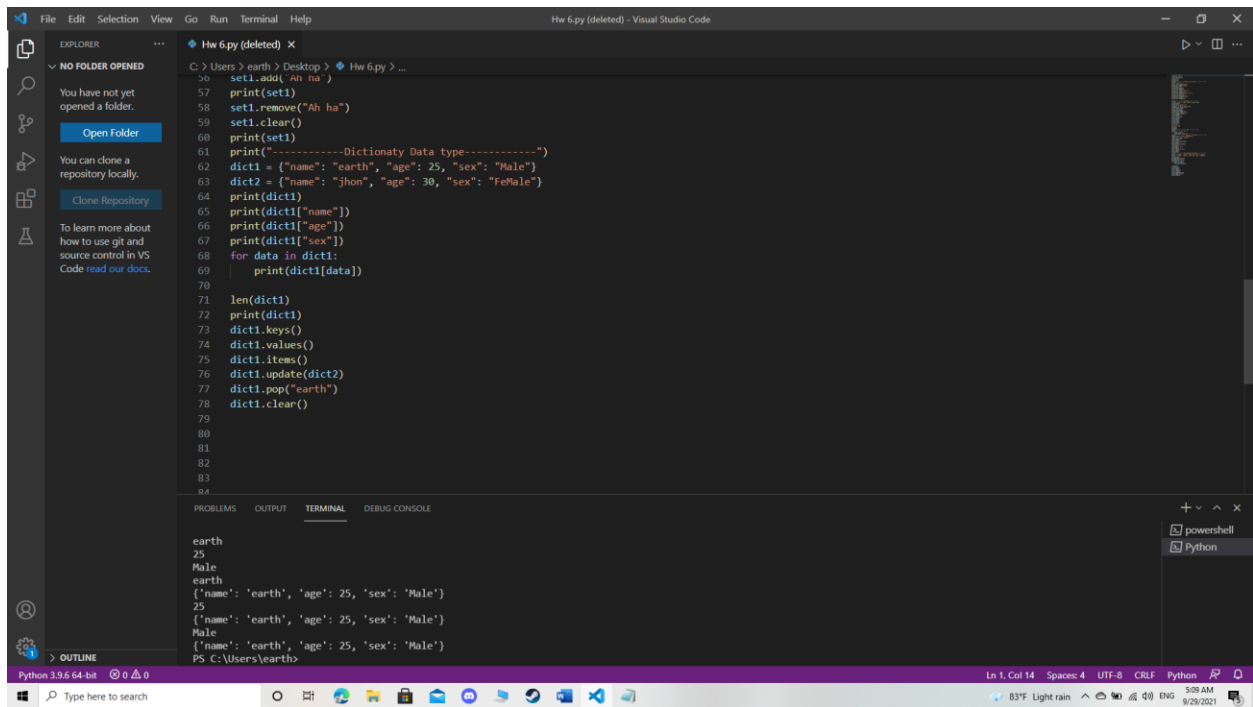 File Edit Selection View Go Run Terminal Help Hw 6.py (deleted) - Visual Studio Code
EXPLORER ··· Hw 6.py (deleted) ×
NO FOLDER OPENED
You have not yet
opened a folder.
Open Folder
You can clone a
repository locally.
Clone Repository
To learn more about
how to use git and
source control in VS
Code read our docs.
OUTLINE
C: > Users > earth > Desktop > Hw 6.py > ...
56 set1.add("Ah ha")
57 print(set1)
58 set1.remove("Ah ha")
59 set1.clear()
60 print(set1)
61 print("------------Dictionaty Data type------------")
62 dict1 = {"name": "earth", "age": 25, "sex": "Male"}
63 dict2 = {"name": "jhon", "age": 30, "sex": "FeMale"}
64 print(dict1)
65 print(dict1["name"])
66 print(dict1["age"])
67 print(dict1["sex"])
68 for data in dict1:
69 print(dict1[data])
70
71 len(dict1)
72 print(dict1)
73 dict1.keys()
74 dict1.values()
75 dict1.items()
76 dict1.update(dict2)
77 dict1.pop("earth")
78 dict1.clear()
79
80
81
82
83
84
PROBLEMS OUTPUT TERMINAL DEBUG CONSOLE
earth
25
Male
earth
{'name': 'earth', 'age': 25, 'sex': 'Male'}
25
{'name': 'earth', 'age': 25, 'sex': 'Male'}
Male
{'name': 'earth', 'age': 25, 'sex': 'Male'}
PS C:\Users\earth>
powershell
Python
Python 3.9.6 64-bit 0 0 Ln 1, Col 14 Spaces: 4 UTF-8 CRLF Python
1
Type here to search 83°F Light rain ENG 5:09 AM
9/29/2021